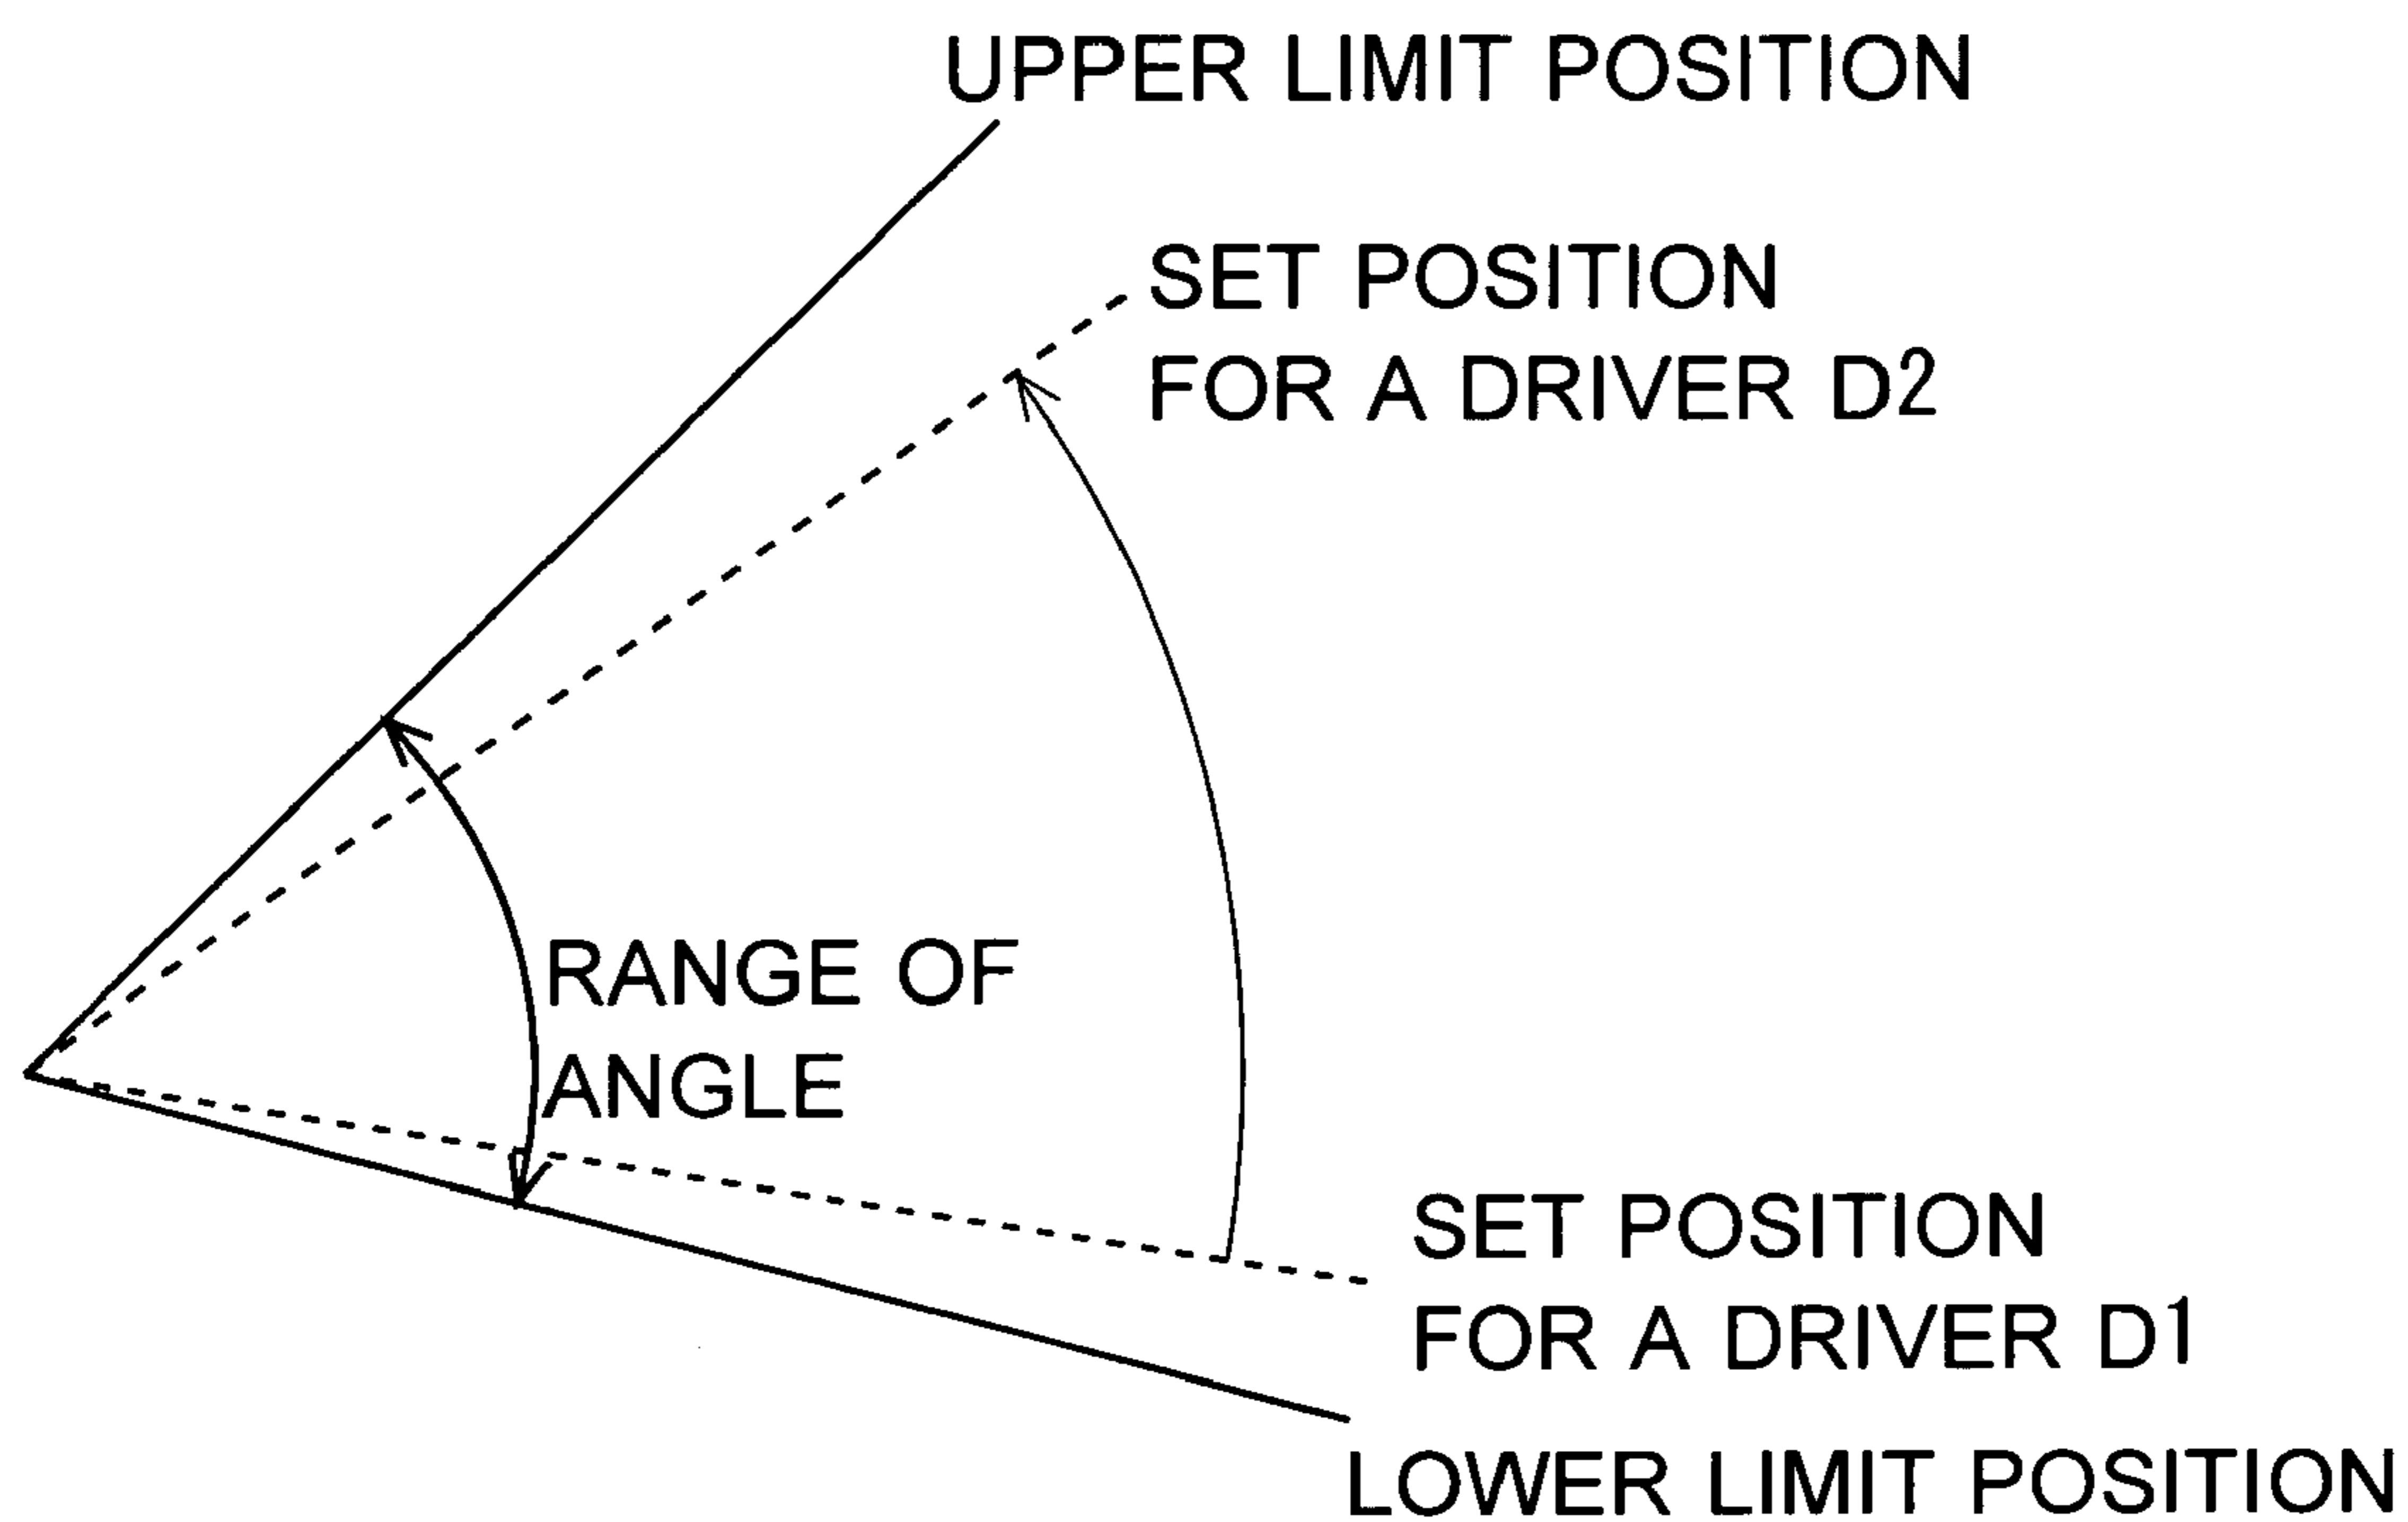 UPPER LIMIT POSITION
SET POSITION
FOR A DRIVER D2
RANGE OF
ANGLE
SET POSITION
FOR A DRIVER D1
LOWER LIMIT POSITION